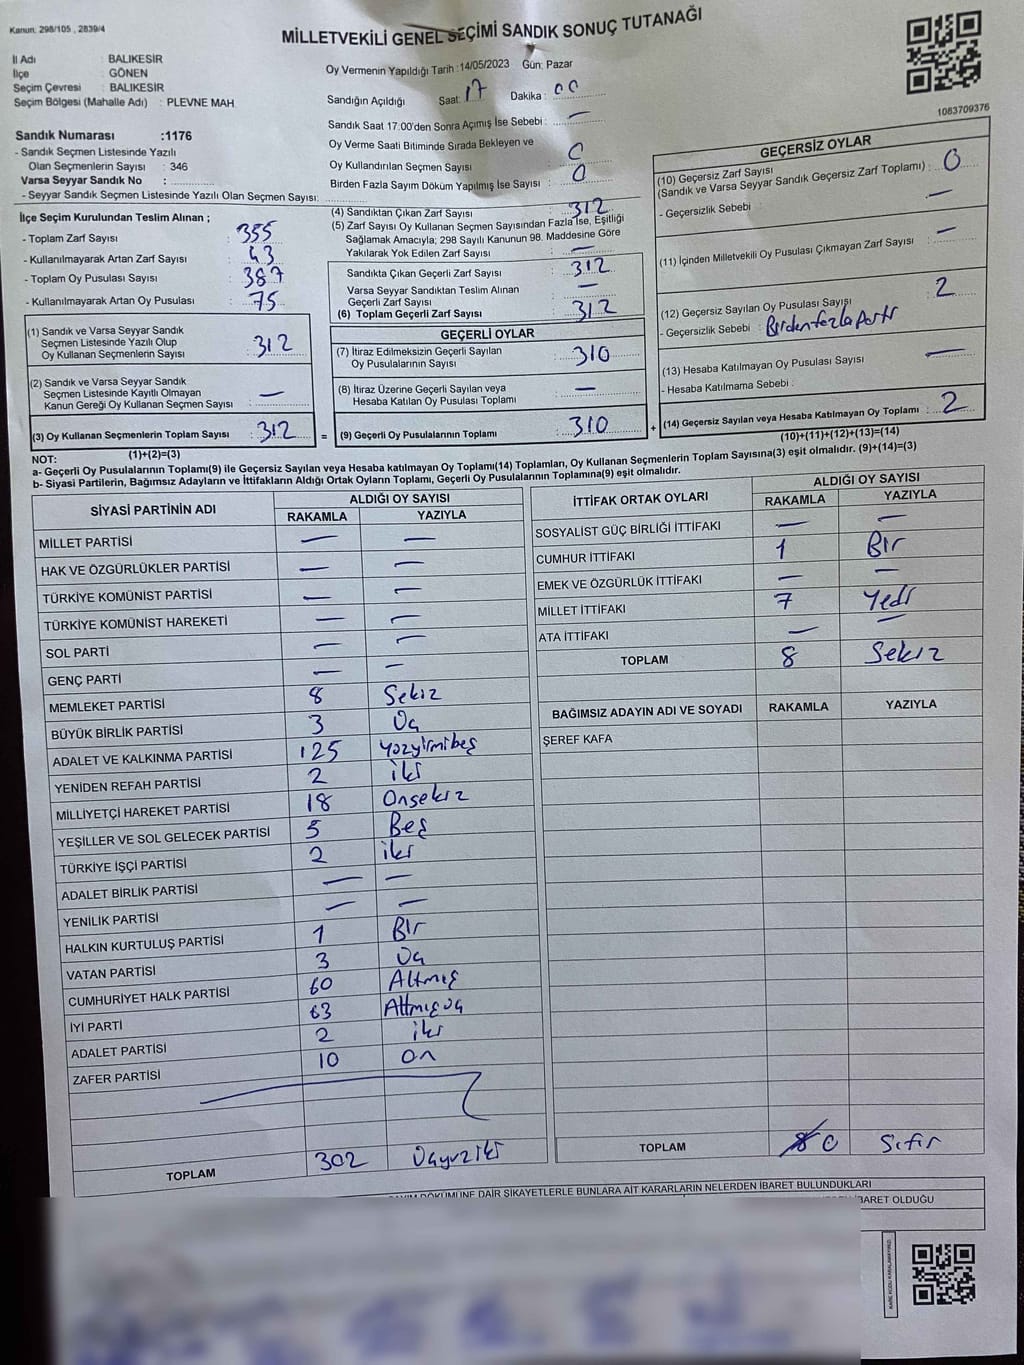 Kanun: 298/105 , 2839/4
MİLLETVEKİLİ GENEL SEÇİMİ SANDIK SONUÇ TUTANAĞI
İl Adı : BALIKESİR
İlçe : GÖNEN
Seçim Çevresi : BALIKESİR
Seçim Bölgesi (Mahalle Adı) : PLEVNE MAH
Sandık Numarası :1176
- Sandık Seçmen Listesinde Yazılı
Olan Seçmenlerin Sayısı : 346
Varsa Seyyar Sandık No :
- Seyyar Sandık Seçmen Listesinde Yazılı Olan Seçmen Sayısı:
Oy Vermenin Yapıldığı Tarih :14/05/2023 Gün: Pazar
Sandığın Açıldığı Saat: 17 Dakika : 00
Sandık Saat 17:00'den Sonra Açılmış İse Sebebi : —
Oy Verme Saati Bitiminde Sırada Bekleyen ve
Oy Kullandırılan Seçmen Sayısı : 0
Birden Fazla Sayım Döküm Yapılmış İse Sayısı : 0
1083709376
GEÇERSİZ OYLAR
(10) Geçersiz Zarf Sayısı
(Sandık ve Varsa Seyyar Sandık Geçersiz Zarf Toplamı) : 0
- Geçersizlik Sebebi : —
(11) İçinden Milletvekili Oy Pusulası Çıkmayan Zarf Sayısı : —
(12) Geçersiz Sayılan Oy Pusulası Sayısı : 2
- Geçersizlik Sebebi : Birden fazla parti
(13) Hesaba Katılmayan Oy Pusulası Sayısı : —
- Hesaba Katılmama Sebebi :
(14) Geçersiz Sayılan veya Hesaba Katılmayan Oy Toplamı : 2
(10)+(11)+(12)+(13)=(14)
İlçe Seçim Kurulundan Teslim Alınan ;
- Toplam Zarf Sayısı : 355
- Kullanılmayarak Artan Zarf Sayısı : 43
- Toplam Oy Pusulası Sayısı : 387
- Kullanılmayarak Artan Oy Pusulası : 75
(1) Sandık ve Varsa Seyyar Sandık
Seçmen Listesinde Yazılı Olup
Oy Kullanan Seçmenlerin Sayısı : 312
(2) Sandık ve Varsa Seyyar Sandık
Seçmen Listesinde Kayıtlı Olmayan
Kanun Gereği Oy Kullanan Seçmen Sayısı : —
(3) Oy Kullanan Seçmenlerin Toplam Sayısı : 312
(1)+(2)=(3)
(4) Sandıktan Çıkan Zarf Sayısı : 312
(5) Zarf Sayısı Oy Kullanan Seçmen Sayısından Fazla İse, Eşitliği
Sağlamak Amacıyla; 298 Sayılı Kanunun 98. Maddesine Göre
Yakılarak Yok Edilen Zarf Sayısı : —
Sandıkta Çıkan Geçerli Zarf Sayısı : 312
Varsa Seyyar Sandıktan Teslim Alınan
Geçerli Zarf Sayısı : —
(6) Toplam Geçerli Zarf Sayısı : 312
GEÇERLİ OYLAR
(7) İtiraz Edilmeksizin Geçerli Sayılan
Oy Pusulalarının Sayısı : 310
(8) İtiraz Üzerine Geçerli Sayılan veya
Hesaba Katılan Oy Pusulası Toplamı : —
= (9) Geçerli Oy Pusulalarının Toplamı : 310 +
NOT:
a- Geçerli Oy Pusulalarının Toplamı(9) ile Geçersiz Sayılan veya Hesaba katılmayan Oy Toplamı(14) Toplamları, Oy Kullanan Seçmenlerin Toplam Sayısına(3) eşit olmalıdır. (9)+(14)=(3)
b- Siyasi Partilerin, Bağımsız Adayların ve İttifakların Aldığı Ortak Oyların Toplamı, Geçerli Oy Pusulalarının Toplamına(9) eşit olmalıdır.
SİYASİ PARTİNİN ADI ALDIĞI OY SAYISI
RAKAMLA YAZIYLA
MİLLET PARTİSİ — —
HAK VE ÖZGÜRLÜKLER PARTİSİ — —
TÜRKİYE KOMÜNİST PARTİSİ — —
TÜRKİYE KOMÜNİST HAREKETİ — —
SOL PARTİ — —
GENÇ PARTİ — —
MEMLEKET PARTİSİ 8 Sekiz
BÜYÜK BİRLİK PARTİSİ 3 Üç
ADALET VE KALKINMA PARTİSİ 125 Yüzyirmibeş
YENİDEN REFAH PARTİSİ 2 iki
MİLLİYETÇİ HAREKET PARTİSİ 18 Onsekiz
YEŞİLLER VE SOL GELECEK PARTİSİ 5 Beş
TÜRKİYE İŞÇİ PARTİSİ 2 iki
ADALET BİRLİK PARTİSİ — —
YENİLİK PARTİSİ — —
HALKIN KURTULUŞ PARTİSİ 1 Bir
VATAN PARTİSİ 3 Üç
CUMHURİYET HALK PARTİSİ 60 Altmış
İYİ PARTİ 63 Altmışüç
ADALET PARTİSİ 2 iki
ZAFER PARTİSİ 10 on
TOPLAM 302 Üçyüziki
İTTİFAK ORTAK OYLARI ALDIĞI OY SAYISI
RAKAMLA YAZIYLA
SOSYALİST GÜÇ BİRLİĞİ İTTİFAKI — —
CUMHUR İTTİFAKI 1 Bir
EMEK VE ÖZGÜRLÜK İTTİFAKI — —
MİLLET İTTİFAKI 7 Yedi
ATA İTTİFAKI — —
TOPLAM 8 Sekiz
BAĞIMSIZ ADAYIN ADI VE SOYADI RAKAMLA YAZIYLA
ŞEREF KAFA
TOPLAM 0 Sıfır
DÖKÜMÜNE DAİR ŞİKAYETLERLE BUNLARA AİT KARARLARIN NELERDEN İBARET BULUNDUKLARI
İBARET OLDUĞU
KARE KODU KARALAMAYINIZ.